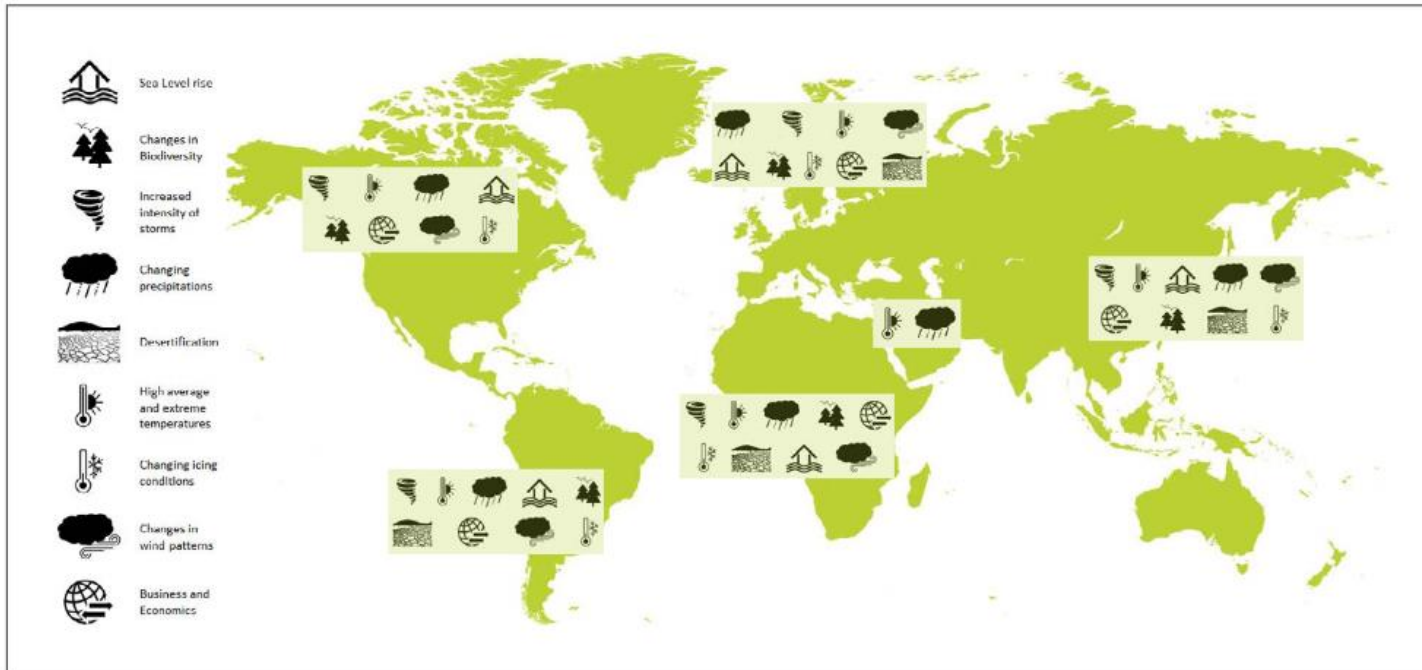 Sea Level rise
Changes in
Biodiversity
Increased
intensity of
storms
Changing
precipitations
Desertification
High average
and extreme
temperatures
Changing icing
conditions
Changes in
wind patterns
Business and
Economics